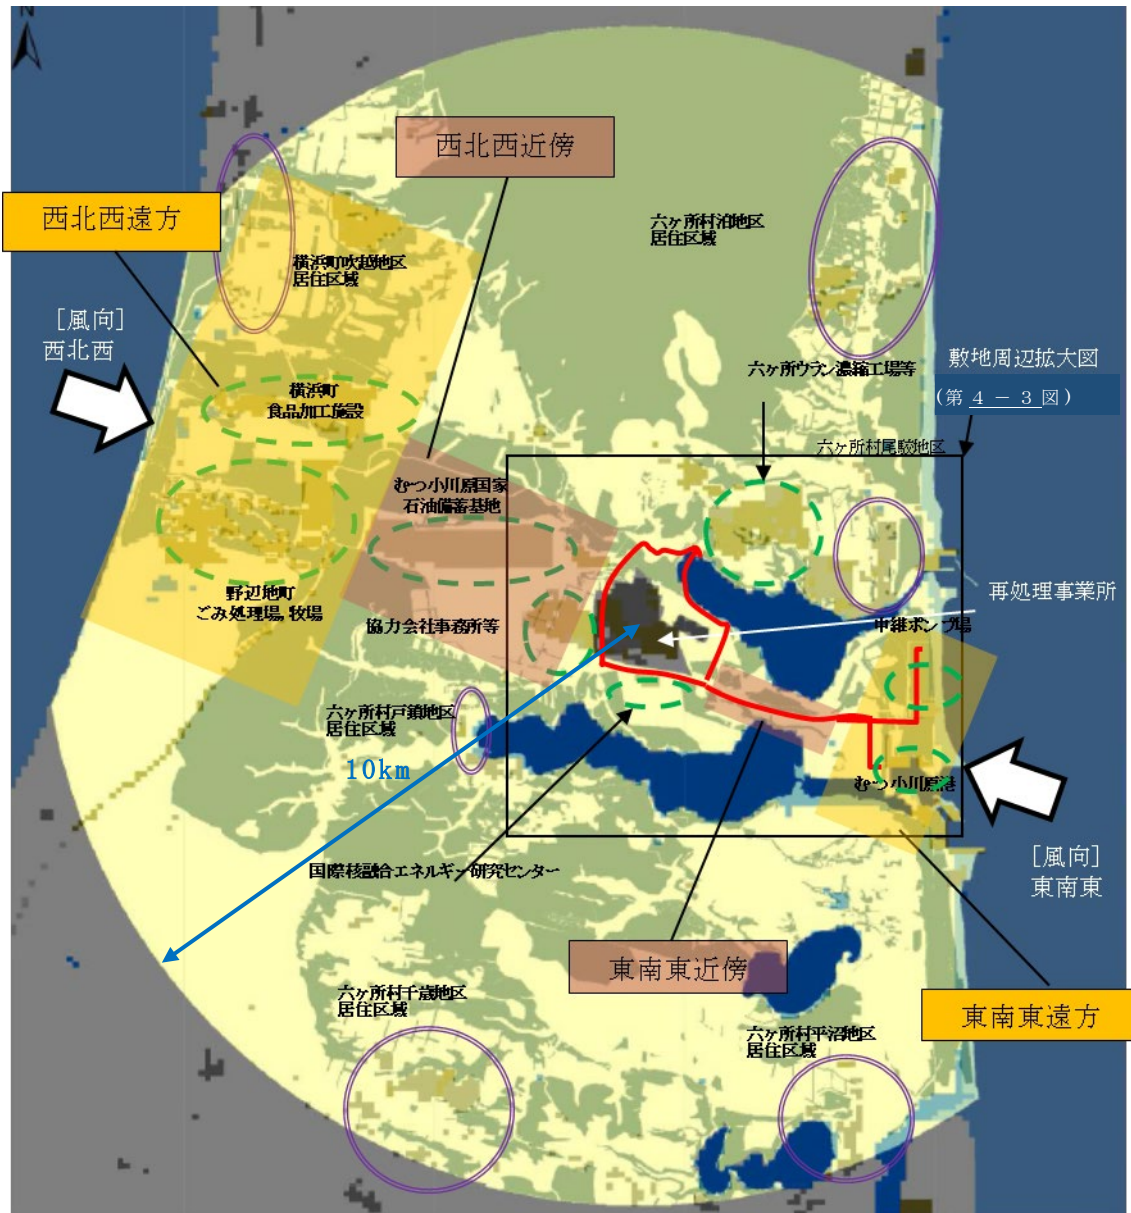 N
西北西近傍
西北西遠方
六ヶ所村泊地区
居住区域
横浜町吹越地区
居住区域
[風向]
西北西
敷地周辺拡大図
(第 4 － 3 図)
六ヶ所ウラン濃縮工場等
横浜町
食品加工施設
六ヶ所村尾駮地区
むつ小川原国家
石油備蓄基地
野辺地町
ごみ処理場,牧場
再処理事業所
協力会社事務所等
中継ポンプ場
六ヶ所村戸鎖地区
居住区域
10km
むつ小川原港
[風向]
東南東
国際核融合エネルギー研究センター
東南東近傍
六ヶ所村千歳地区
居住区域
東南東遠方
六ヶ所村平沼地区
居住区域